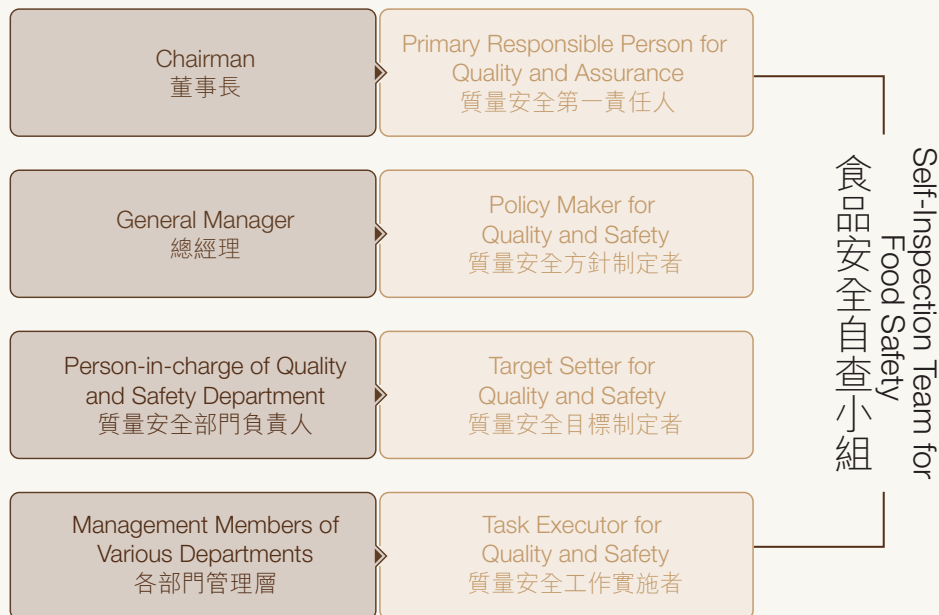 Chairman
董事長
Primary Responsible Person for
Quality and Assurance
質量安全第一責任人
General Manager
總經理
Policy Maker for
Quality and Safety
質量安全方針制定者
Person-in-charge of Quality
and Safety Department
質量安全部門負責人
Target Setter for
Quality and Safety
質量安全目標制定者
Management Members of
Various Departments
各部門管理層
Task Executor for
Quality and Safety
質量安全工作實施者
Self-Inspection Team for
Food Safety
食品安全自查小組